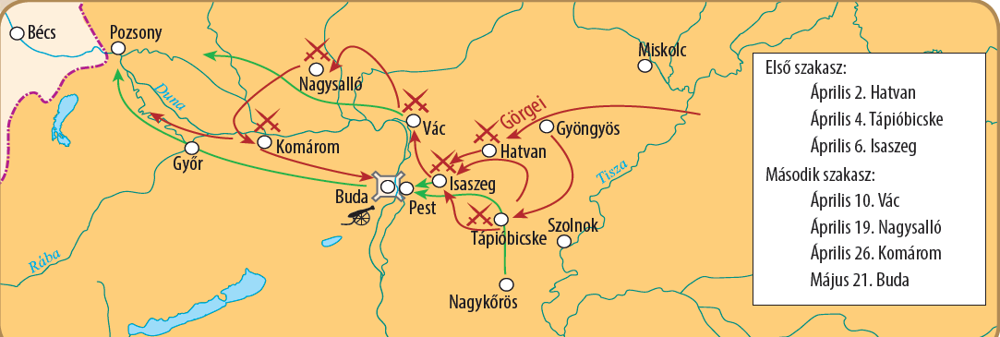 Bécs
Pozsony
Miskolc
Nagysalló
Duna
Görgei
Vác
Gyöngyös
Komárom
Hatvan
Győr
Tisza
Isaszeg
Buda
Pest
Tápióbicske
Szolnok
Rába
Nagykőrös
Első szakasz:
Április 2. Hatvan
Április 4. Tápióbicske
Április 6. Isaszeg
Második szakasz:
Április 10. Vác
Április 19. Nagysalló
Április 26. Komárom
Május 21. Buda